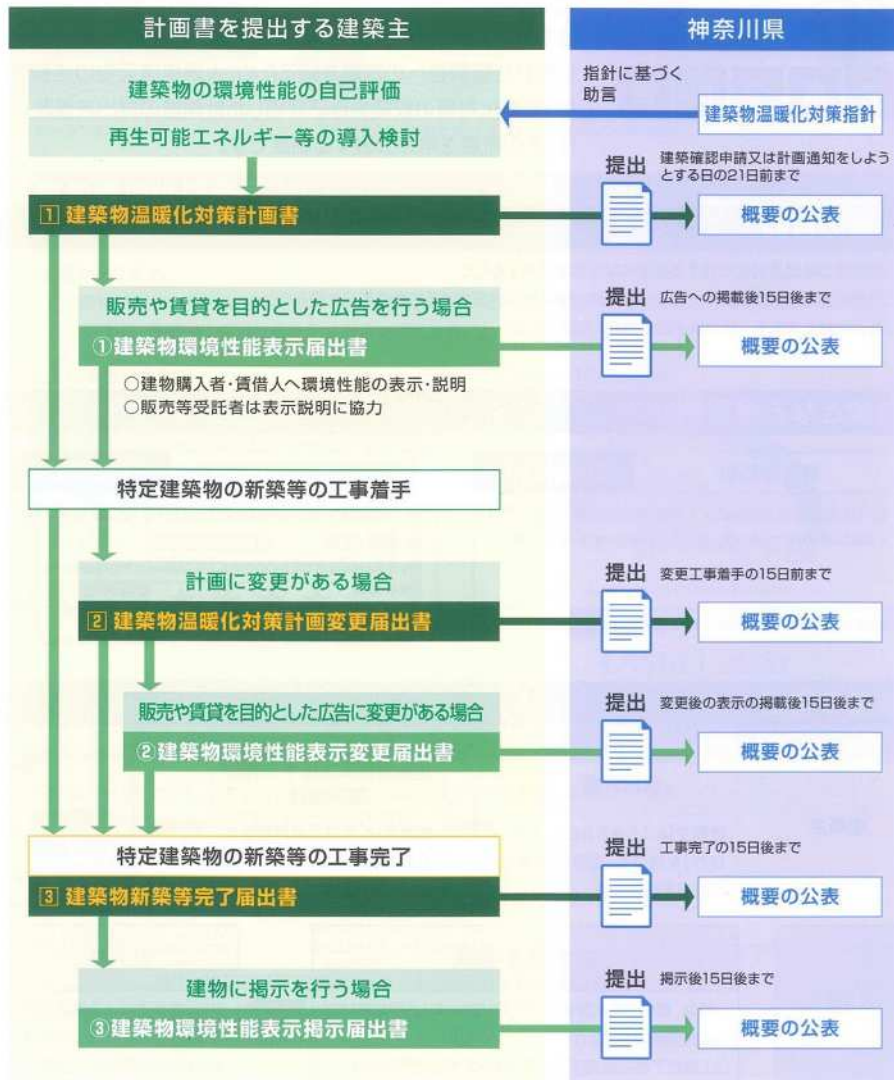 計画書を提出する建築主
神奈川県
建築物の環境性能の自己評価
再生可能エネルギー等の導入検討
指針に基づく
助言
建築物温暖化対策指針
1 建築物温暖化対策計画書
提出
建築確認申請又は計画通知をしよう
とする日の21日前まで
概要の公表
販売や賃貸を目的とした広告を行う場合
①建築物環境性能表示届出書
提出
広告への掲載後15日後まで
概要の公表
○建物購入者・賃借人へ環境性能の表示・説明
○販売等受託者は表示説明に協力
特定建築物の新築等の工事着手
計画に変更がある場合
2 建築物温暖化対策計画変更届出書
提出
変更工事着手の15日前まで
概要の公表
販売や賃貸を目的とした広告に変更がある場合
②建築物環境性能表示変更届出書
提出
変更後の表示の掲載後15日後まで
概要の公表
特定建築物の新築等の工事完了
3 建築物新築等完了届出書
提出
工事完了の15日後まで
概要の公表
建物に掲示を行う場合
③建築物環境性能表示掲示届出書
提出
掲示後15日後まで
概要の公表